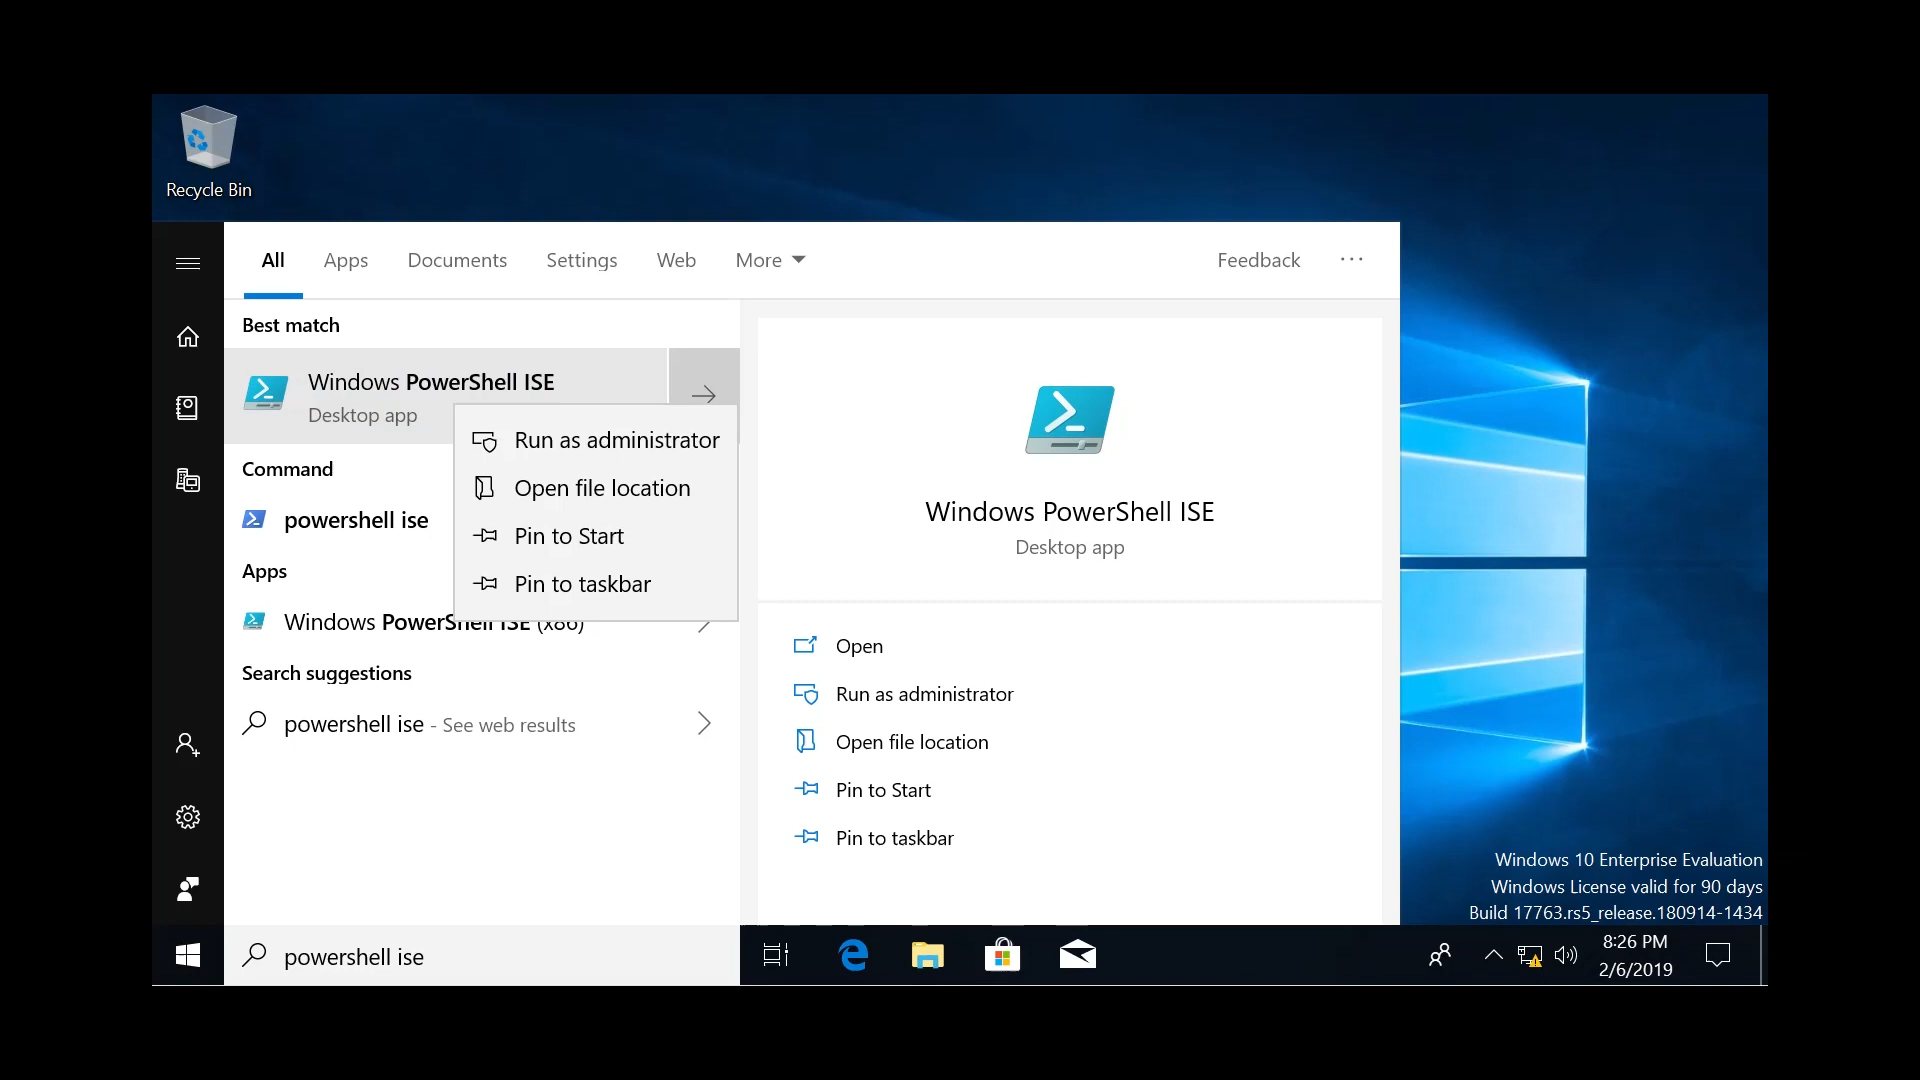 Recycle Bin
All Apps Documents Settings Web More Feedback
Best match
Windows PowerShell ISE
Desktop app
Run as administrator
Open file location
Pin to Start
Pin to taskbar
Command
powershell ise
Apps
Windows PowerShell ISE (x86)
Search suggestions
powershell ise - See web results
Windows PowerShell ISE
Desktop app
Open
Run as administrator
Open file location
Pin to Start
Pin to taskbar
Windows 10 Enterprise Evaluation
Windows License valid for 90 days
Build 17763.rs5_release.180914-1434
powershell ise
8:26 PM
2/6/2019